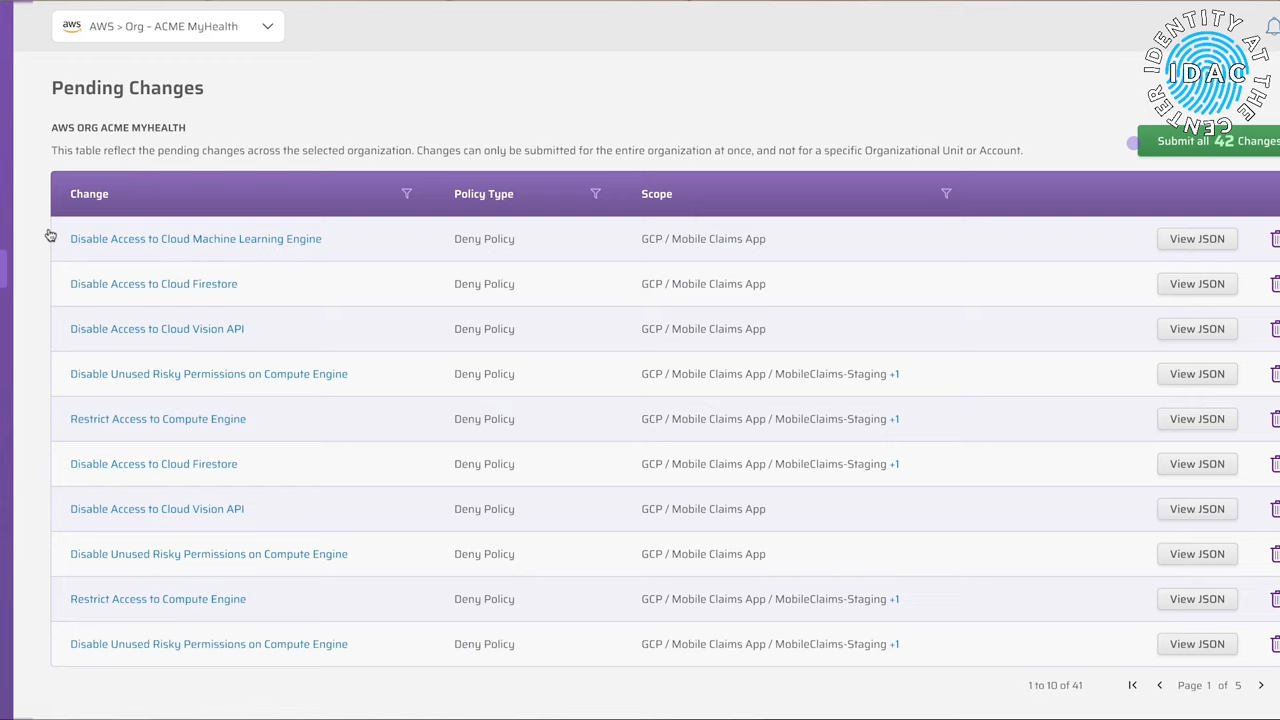 aws AWS > Org - ACME MyHealth
IDENTITY AT THE CENTER
IDAC
Pending Changes
AWS ORG ACME MYHEALTH
This table reflect the pending changes across the selected organization. Changes can only be submitted for the entire organization at once, and not for a specific Organizational Unit or Account.
Submit all 42 Changes
Change Policy Type Scope
Disable Access to Cloud Machine Learning Engine Deny Policy GCP / Mobile Claims App View JSON
Disable Access to Cloud Firestore Deny Policy GCP / Mobile Claims App View JSON
Disable Access to Cloud Vision API Deny Policy GCP / Mobile Claims App View JSON
Disable Unused Risky Permissions on Compute Engine Deny Policy GCP / Mobile Claims App / MobileClaims-Staging +1 View JSON
Restrict Access to Compute Engine Deny Policy GCP / Mobile Claims App / MobileClaims-Staging +1 View JSON
Disable Access to Cloud Firestore Deny Policy GCP / Mobile Claims App / MobileClaims-Staging +1 View JSON
Disable Access to Cloud Vision API Deny Policy GCP / Mobile Claims App View JSON
Disable Unused Risky Permissions on Compute Engine Deny Policy GCP / Mobile Claims App View JSON
Restrict Access to Compute Engine Deny Policy GCP / Mobile Claims App / MobileClaims-Staging +1 View JSON
Disable Unused Risky Permissions on Compute Engine Deny Policy GCP / Mobile Claims App / MobileClaims-Staging +1 View JSON
1 to 10 of 41 Page 1 of 5